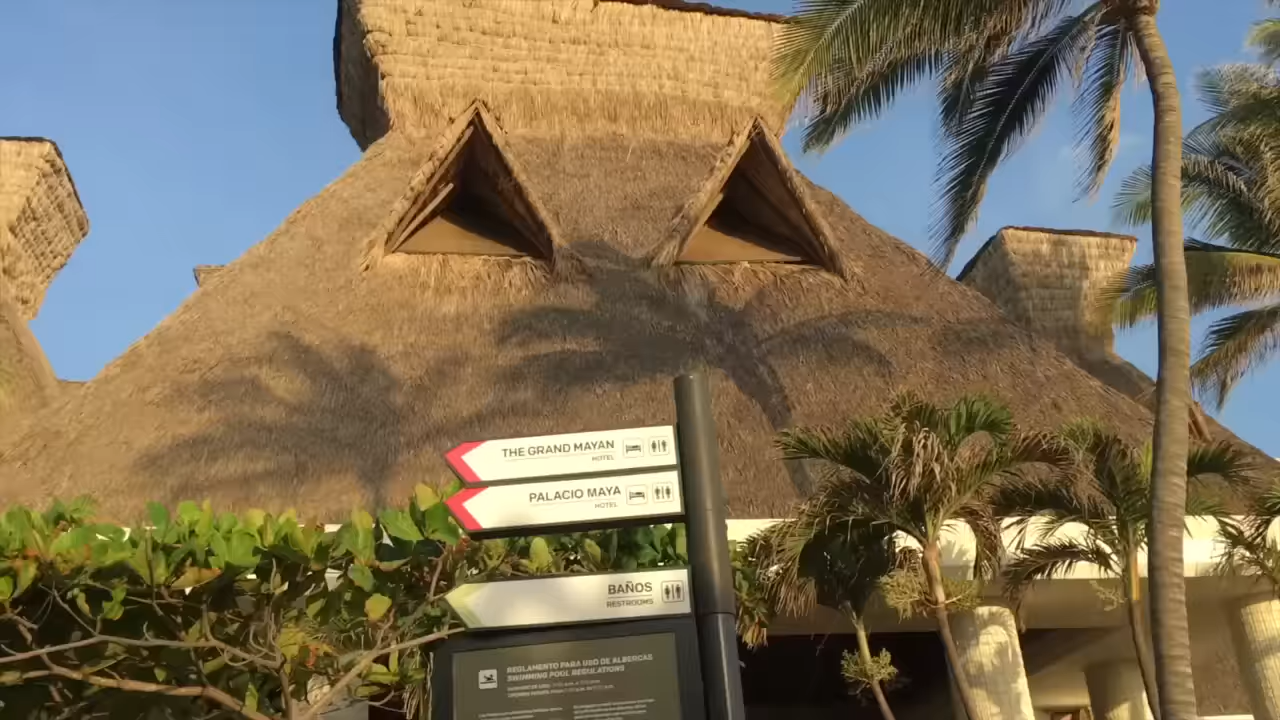 THE GRAND MAYAN
HOTEL
PALACIO MAYA
HOTEL
BAÑOS
RESTROOMS
REGLAMENTO PARA USO DE ALBERCAS
SWIMMING POOL REGULATIONS